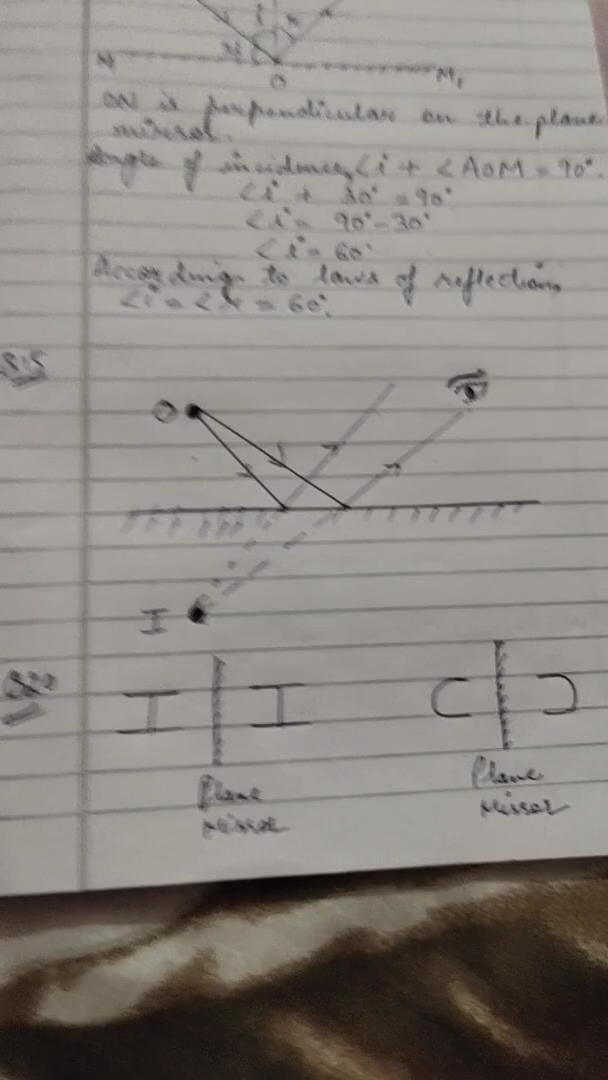 O
M₁
ON is perpendicular on the plane
mirror.
Angle of incidence, ∠i + ∠AOM = 90°.
∠i + 30° = 90°
∠i = 90° - 30°
∠i = 60°
According to laws of reflection,
∠i = ∠r = 60°.
O
I
I I
C
Plane
Mirror
Plane
Mirror